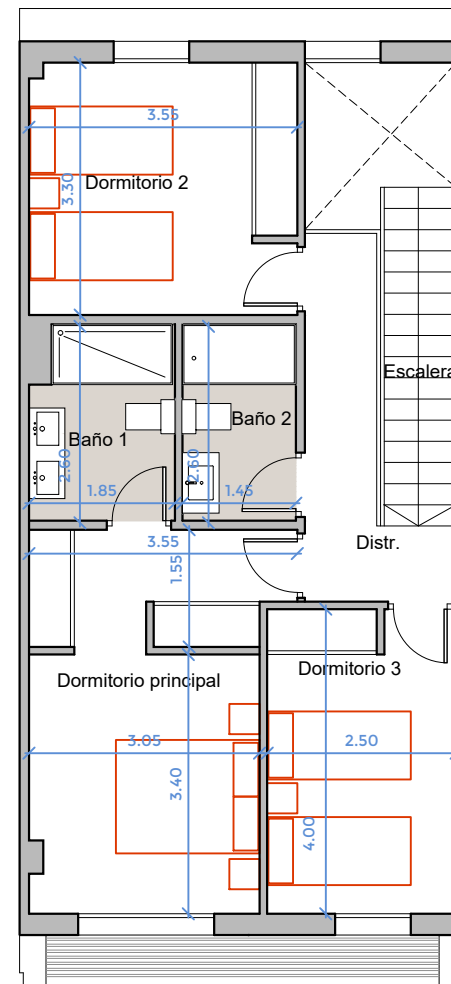 3.55
Dormitorio 2
3.30
Escalera
Baño 1
Baño 2
2.60
2.60
1.85
1.45
Distr.
3.55
1.55
Dormitorio principal
Dormitorio 3
3.05
2.50
3.40
4.00